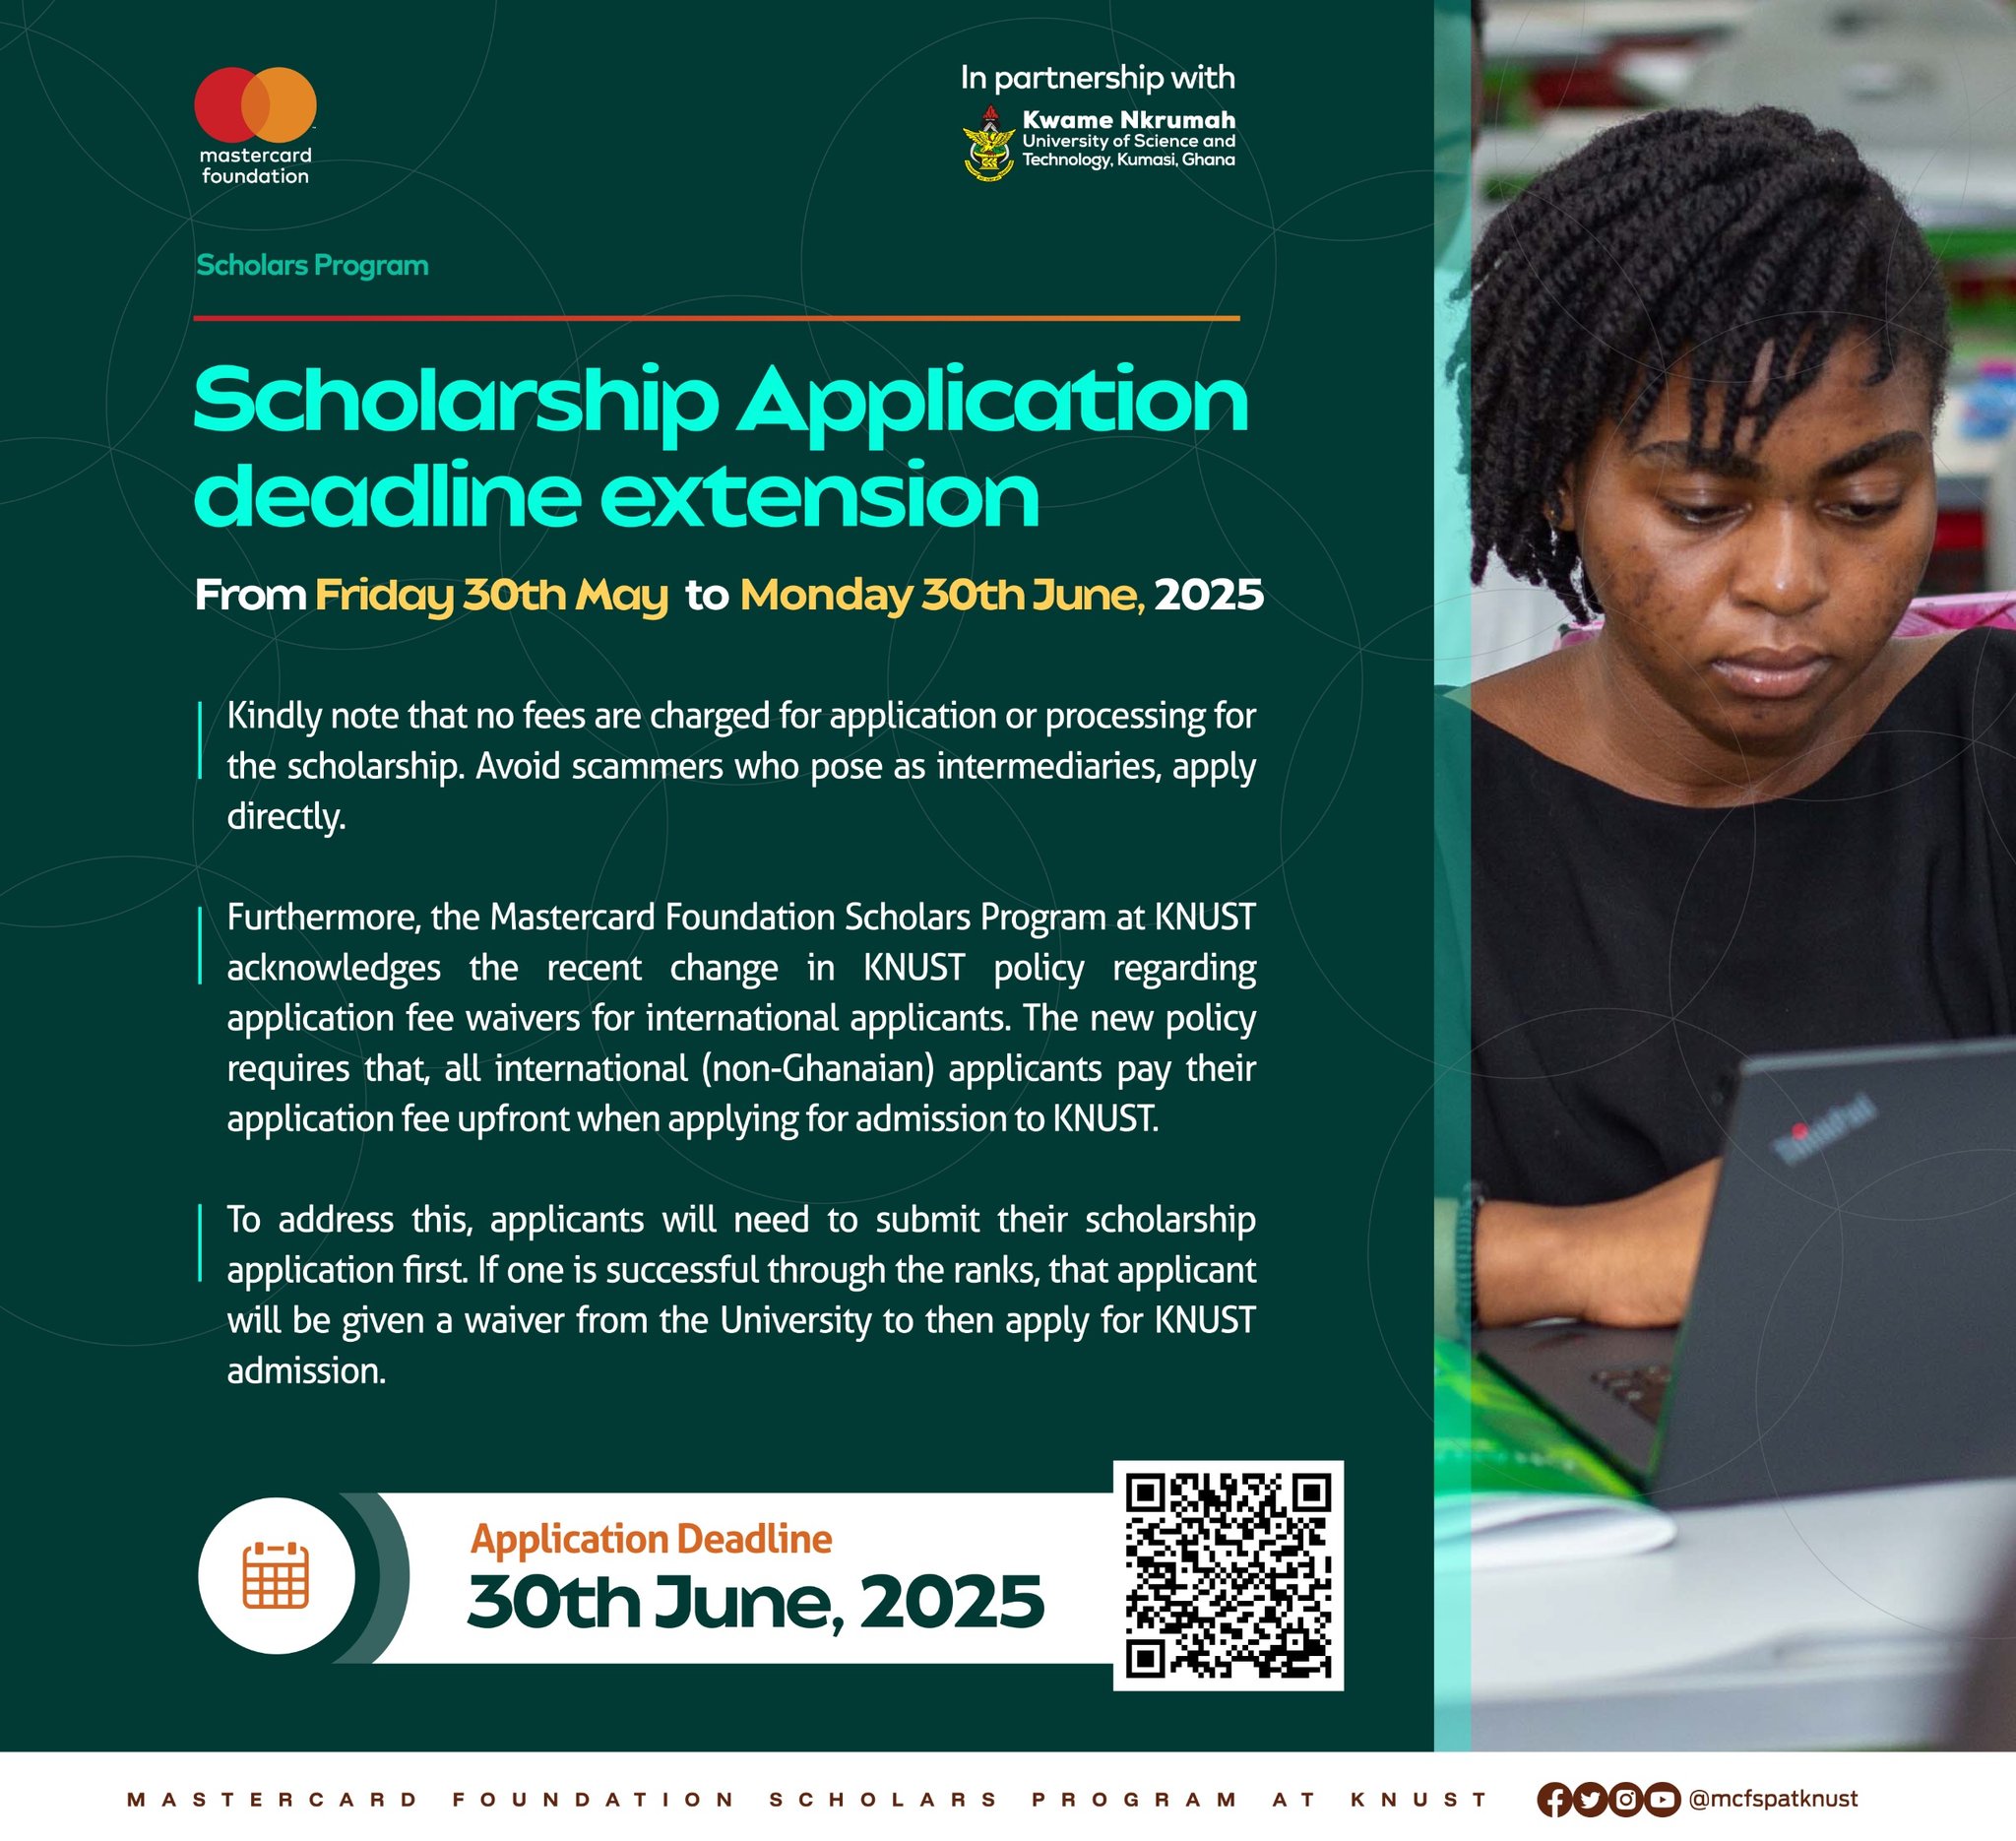 mastercard
foundation
In partnership with
Kwame Nkrumah
University of Science and
Technology, Kumasi, Ghana
Scholars Program
Scholarship Application
deadline extension
From Friday 30th May to Monday 30th June, 2025
Kindly note that no fees are charged for application or processing for
the scholarship. Avoid scammers who pose as intermediaries, apply
directly.
Furthermore, the Mastercard Foundation Scholars Program at KNUST
acknowledges the recent change in KNUST policy regarding
application fee waivers for international applicants. The new policy
requires that, all international (non-Ghanaian) applicants pay their
application fee upfront when applying for admission to KNUST.
To address this, applicants will need to submit their scholarship
application first. If one is successful through the ranks, that applicant
will be given a waiver from the University to then apply for KNUST
admission.
Application Deadline
30th June, 2025
ThinkPad
MASTERCARD FOUNDATION SCHOLARS PROGRAM AT KNUST
@mcfspatknust